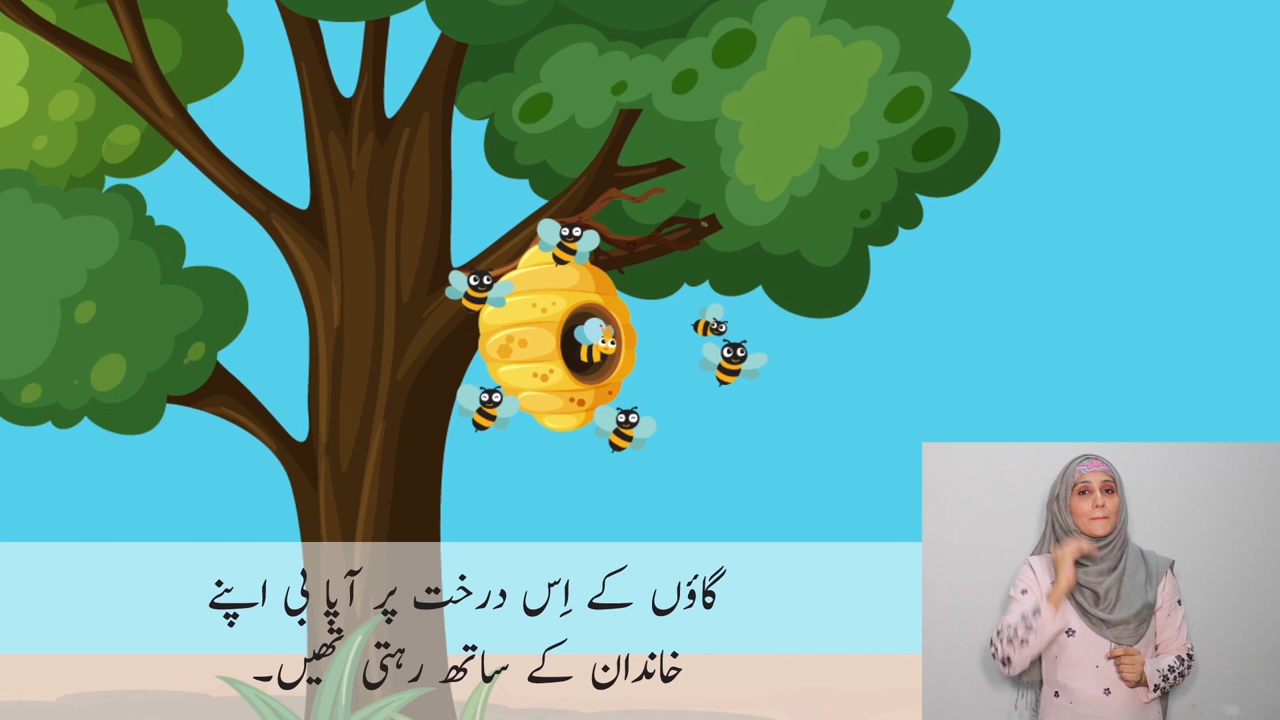 گاؤں کے اِس درخت پر آپا بی اپنے
خاندان کے ساتھ رہتی تھیں۔